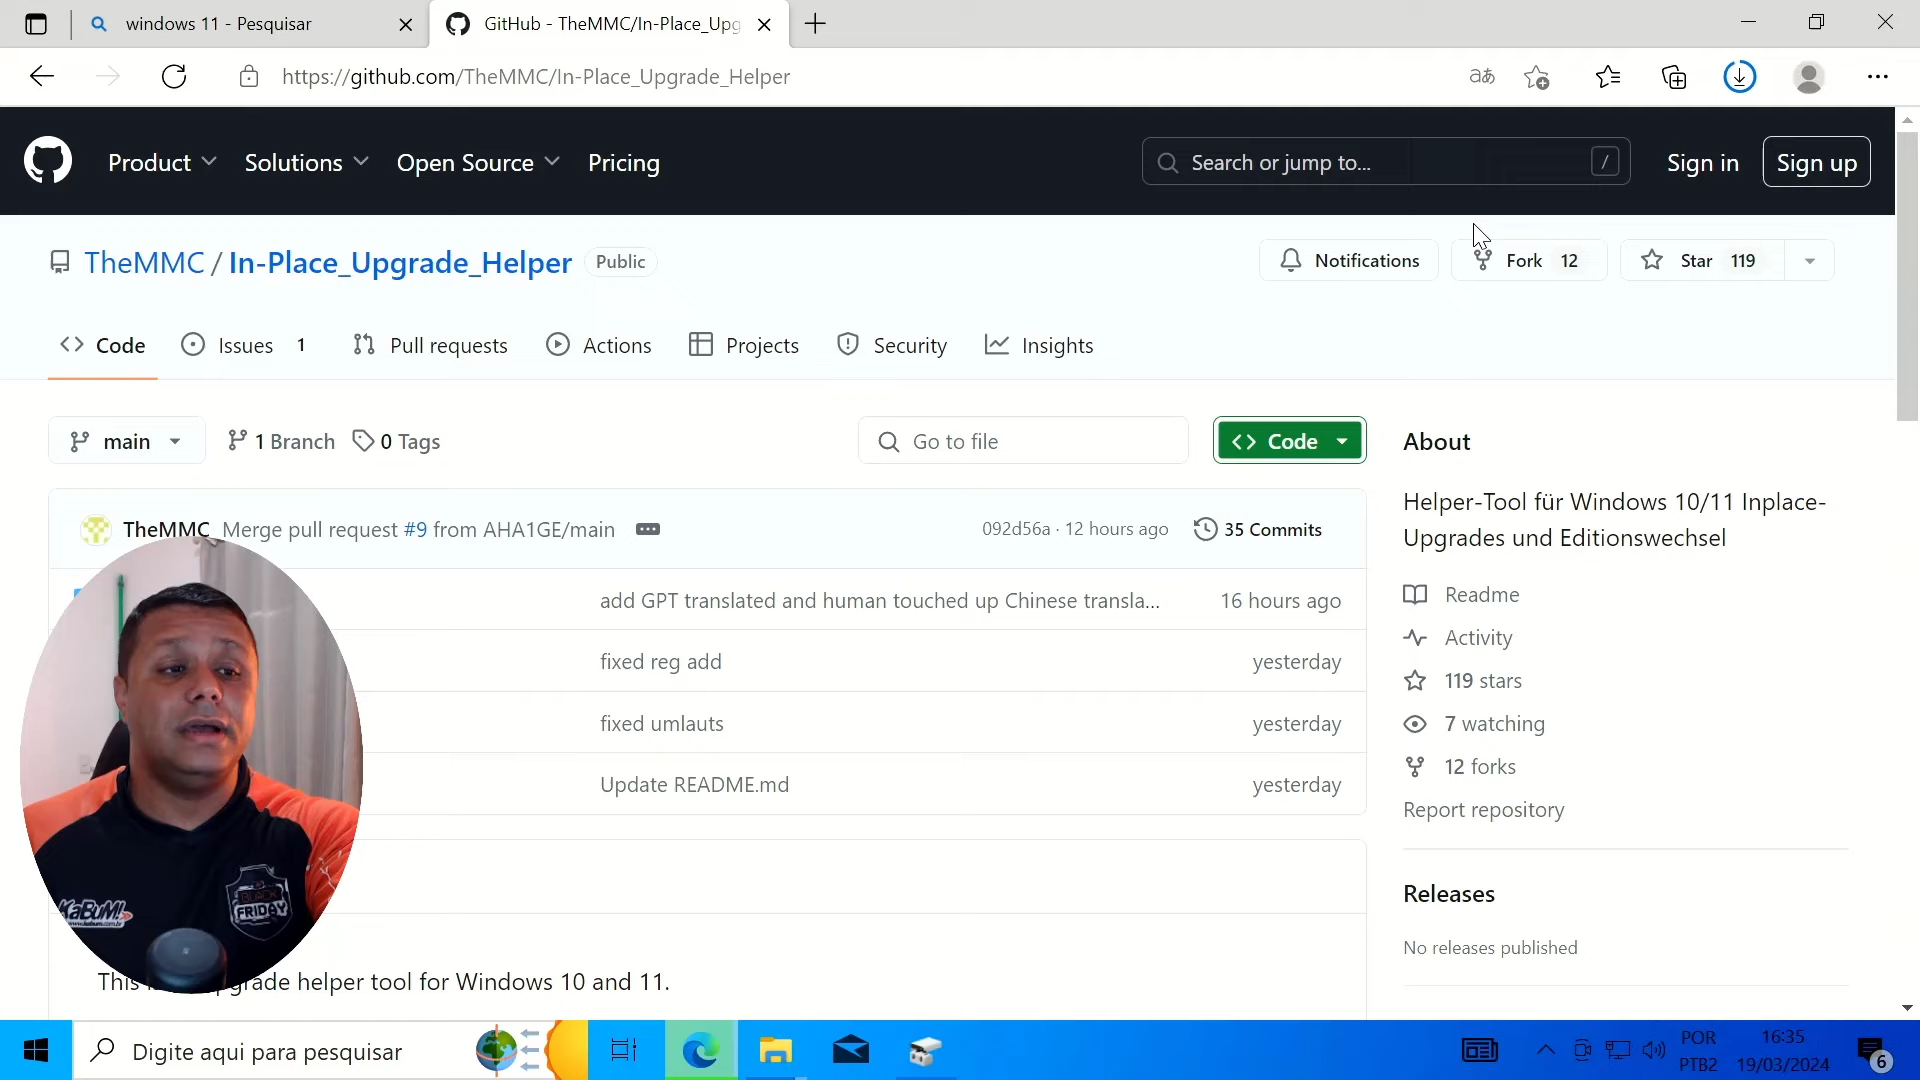 windows 11 - Pesquisar
GitHub - TheMMC/In-Place_Upg
https://github.com/TheMMC/In-Place_Upgrade_Helper
aあ
Product
Solutions
Open Source
Pricing
Search or jump to...
/
Sign in
Sign up
TheMMC / In-Place_Upgrade_Helper
Public
Notifications
Fork 12
Star 119
Code
Issues 1
Pull requests
Actions
Projects
Security
Insights
main
1 Branch
0 Tags
Go to file
Code
About
Helper-Tool für Windows 10/11 Inplace-
Upgrades und Editionswechsel
TheMMC Merge pull request #9 from AHA1GE/main
092d56a · 12 hours ago
35 Commits
add GPT translated and human touched up Chinese transla...
16 hours ago
fixed reg add
yesterday
fixed umlauts
yesterday
Update README.md
yesterday
Readme
Activity
119 stars
7 watching
12 forks
Report repository
Releases
No releases published
This grade helper tool for Windows 10 and 11.
KaBuM!
BLACK
FRIDAY
Digite aqui para pesquisar
POR
PTB2
16:35
19/03/2024
6